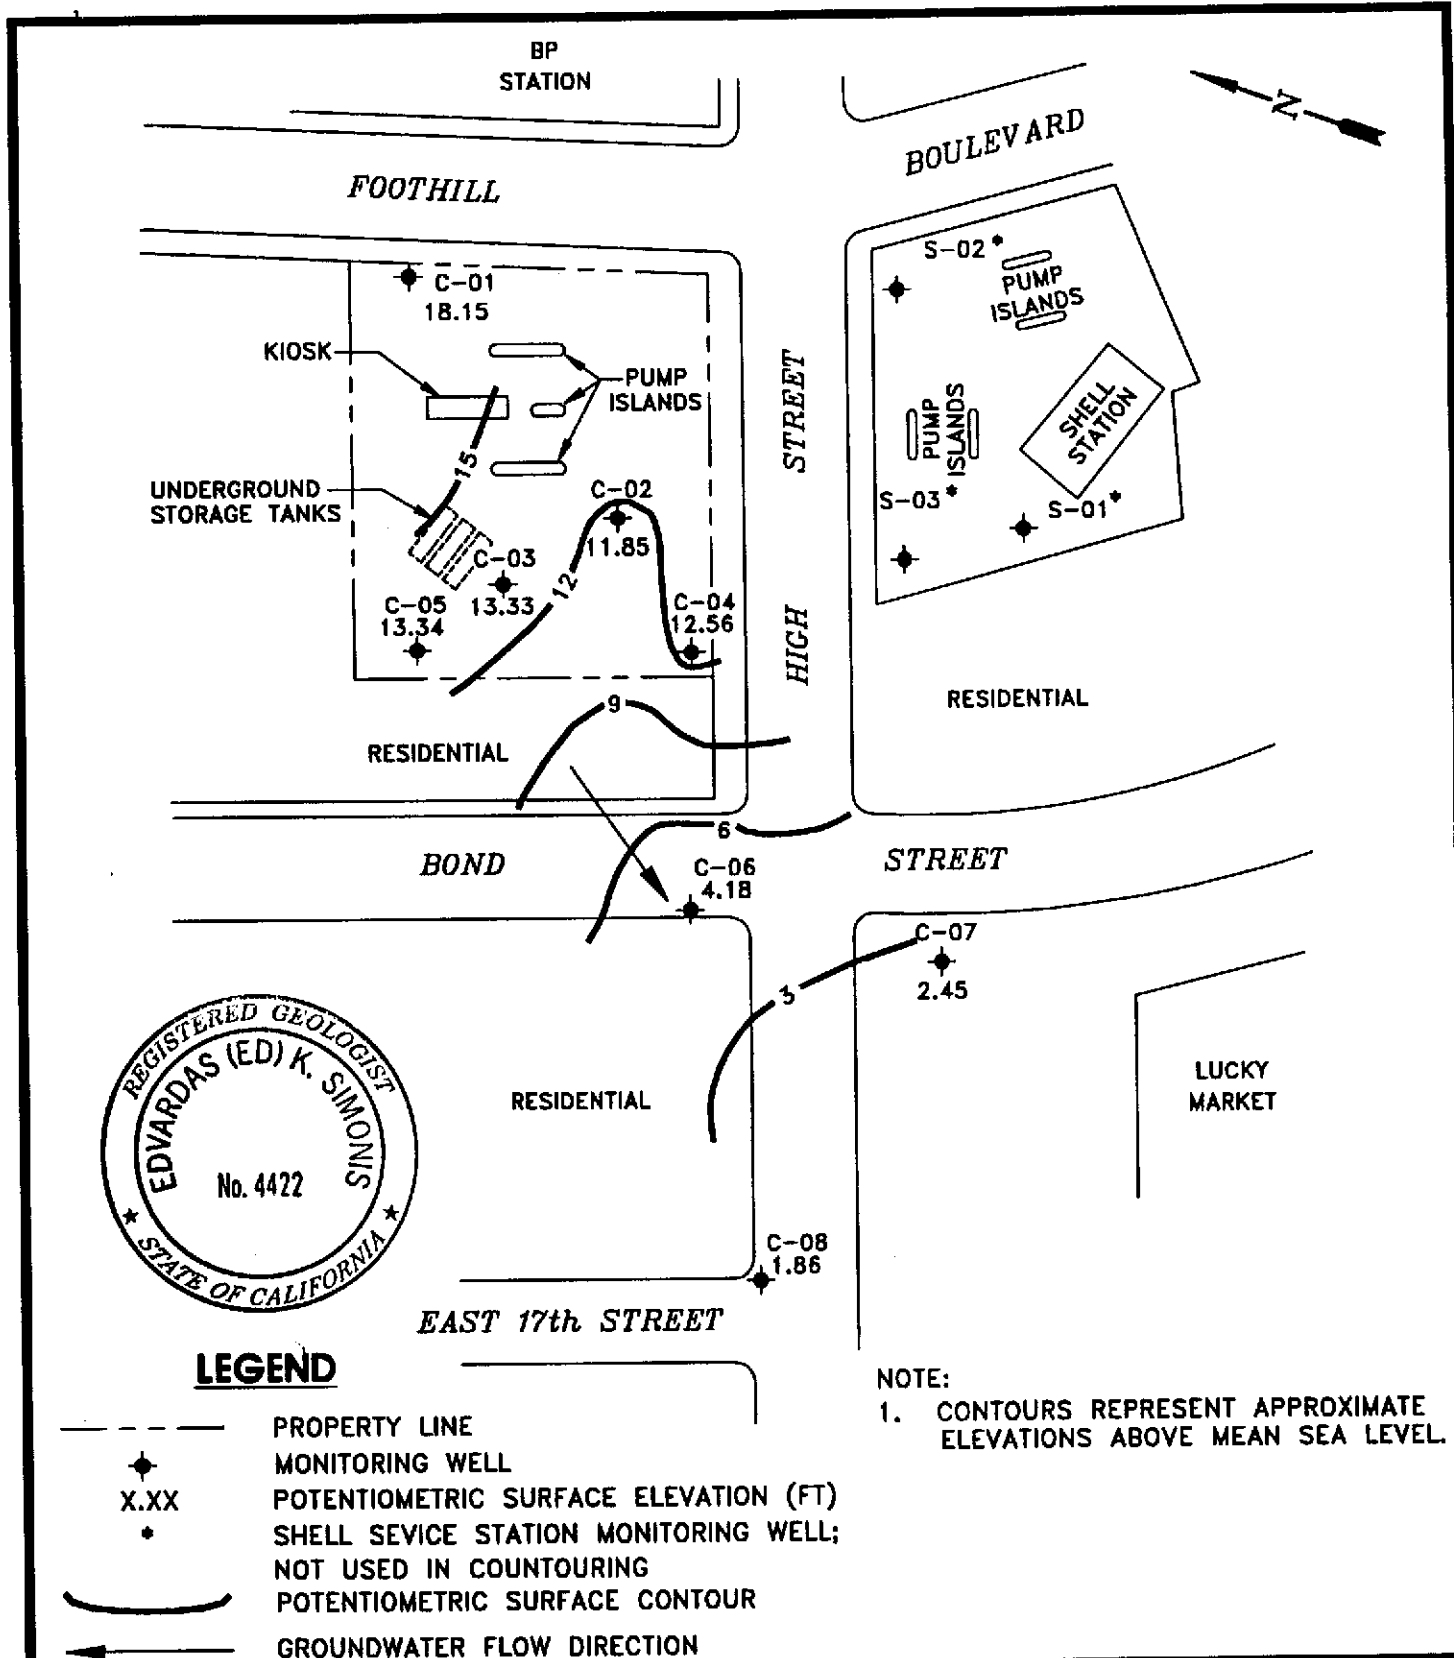 BP
STATION
N
FOOTHILL
BOULEVARD
C-01
18.15
S-02*
PUMP
ISLANDS
KIOSK
PUMP
ISLANDS
STREET
SHELL
STATION
PUMP
ISLANDS
15
UNDERGROUND
STORAGE TANKS
C-02
11.85
S-03*
S-01*
C-03
13.33
12
C-05
13.34
C-04
12.56
HIGH
9
RESIDENTIAL
RESIDENTIAL
6
BOND
STREET
C-06
4.18
C-07
2.45
3
REGISTERED GEOLOGIST
EDVARDAS (ED) K. SIMONIS
No. 4422
★ STATE OF CALIFORNIA ★
RESIDENTIAL
LUCKY
MARKET
C-08
1.86
EAST 17th STREET
LEGEND
PROPERTY LINE
MONITORING WELL
X.XX POTENTIOMETRIC SURFACE ELEVATION (FT)
* SHELL SEVICE STATION MONITORING WELL;
NOT USED IN COUNTOURING
POTENTIOMETRIC SURFACE CONTOUR
GROUNDWATER FLOW DIRECTION
NOTE:
1. CONTOURS REPRESENT APPROXIMATE
ELEVATIONS ABOVE MEAN SEA LEVEL.